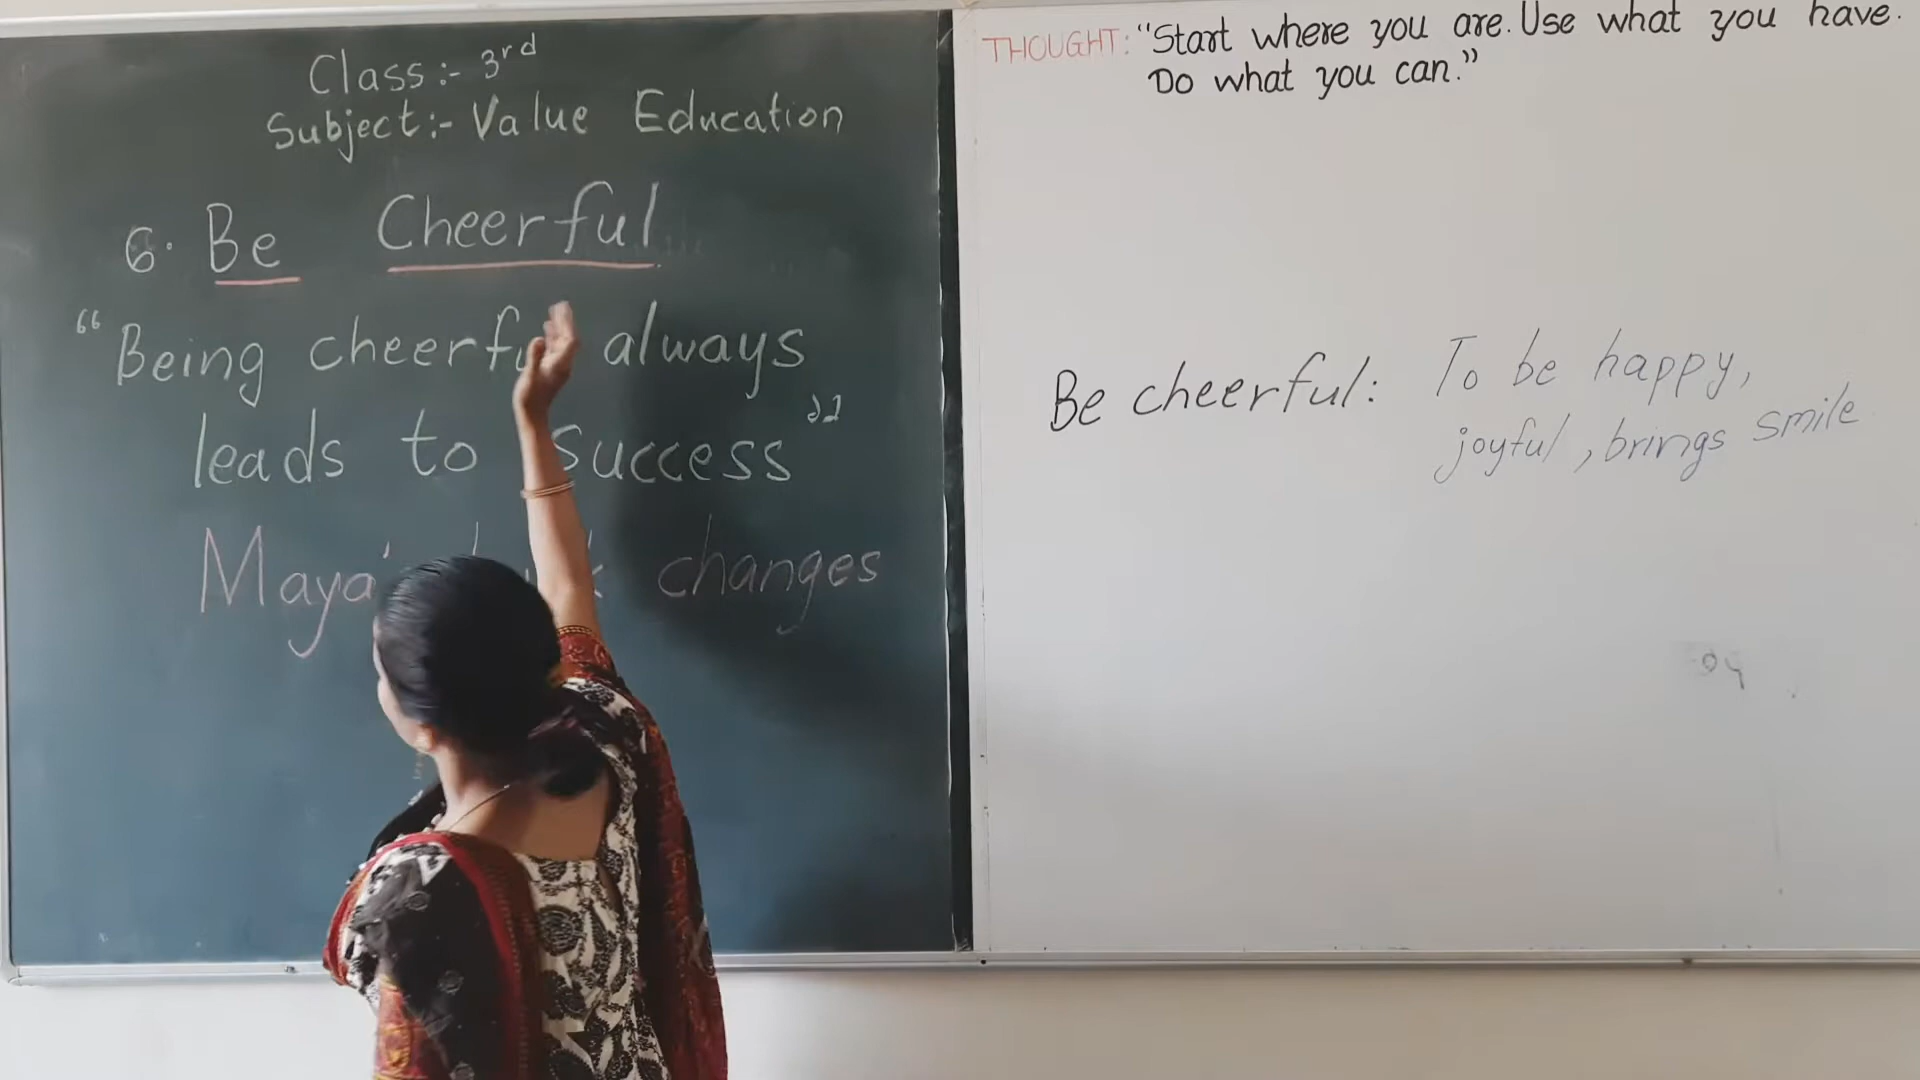 Class:- 3rd
Subject:- Value Education
6. Be Cheerful
"Being cheerful always
leads to success"
Maya's changes
THOUGHT: "Start where you are. Use what you have.
Do what you can."
Be cheerful: To be happy,
joyful, brings smile